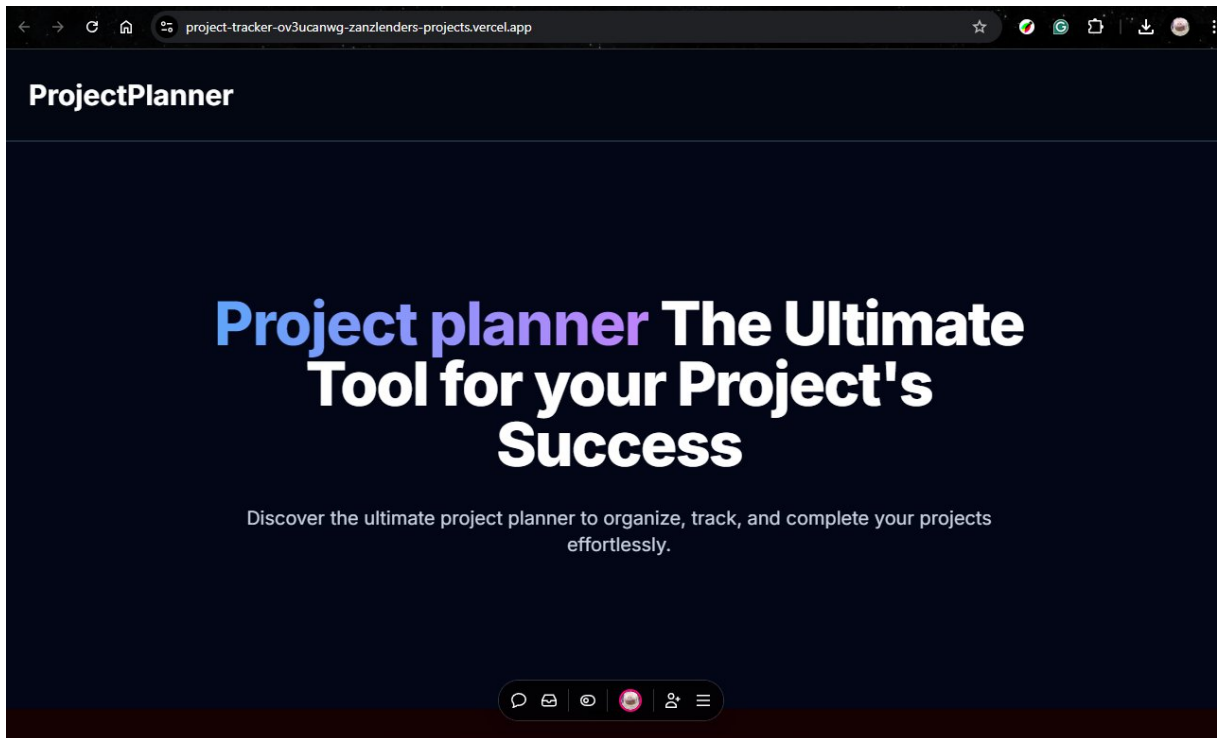 project-tracker-ov3ucanwg-zanzlenders-projects.vercel.app
ProjectPlanner
Project planner The Ultimate
Tool for your Project's
Success
Discover the ultimate project planner to organize, track, and complete your projects
effortlessly.